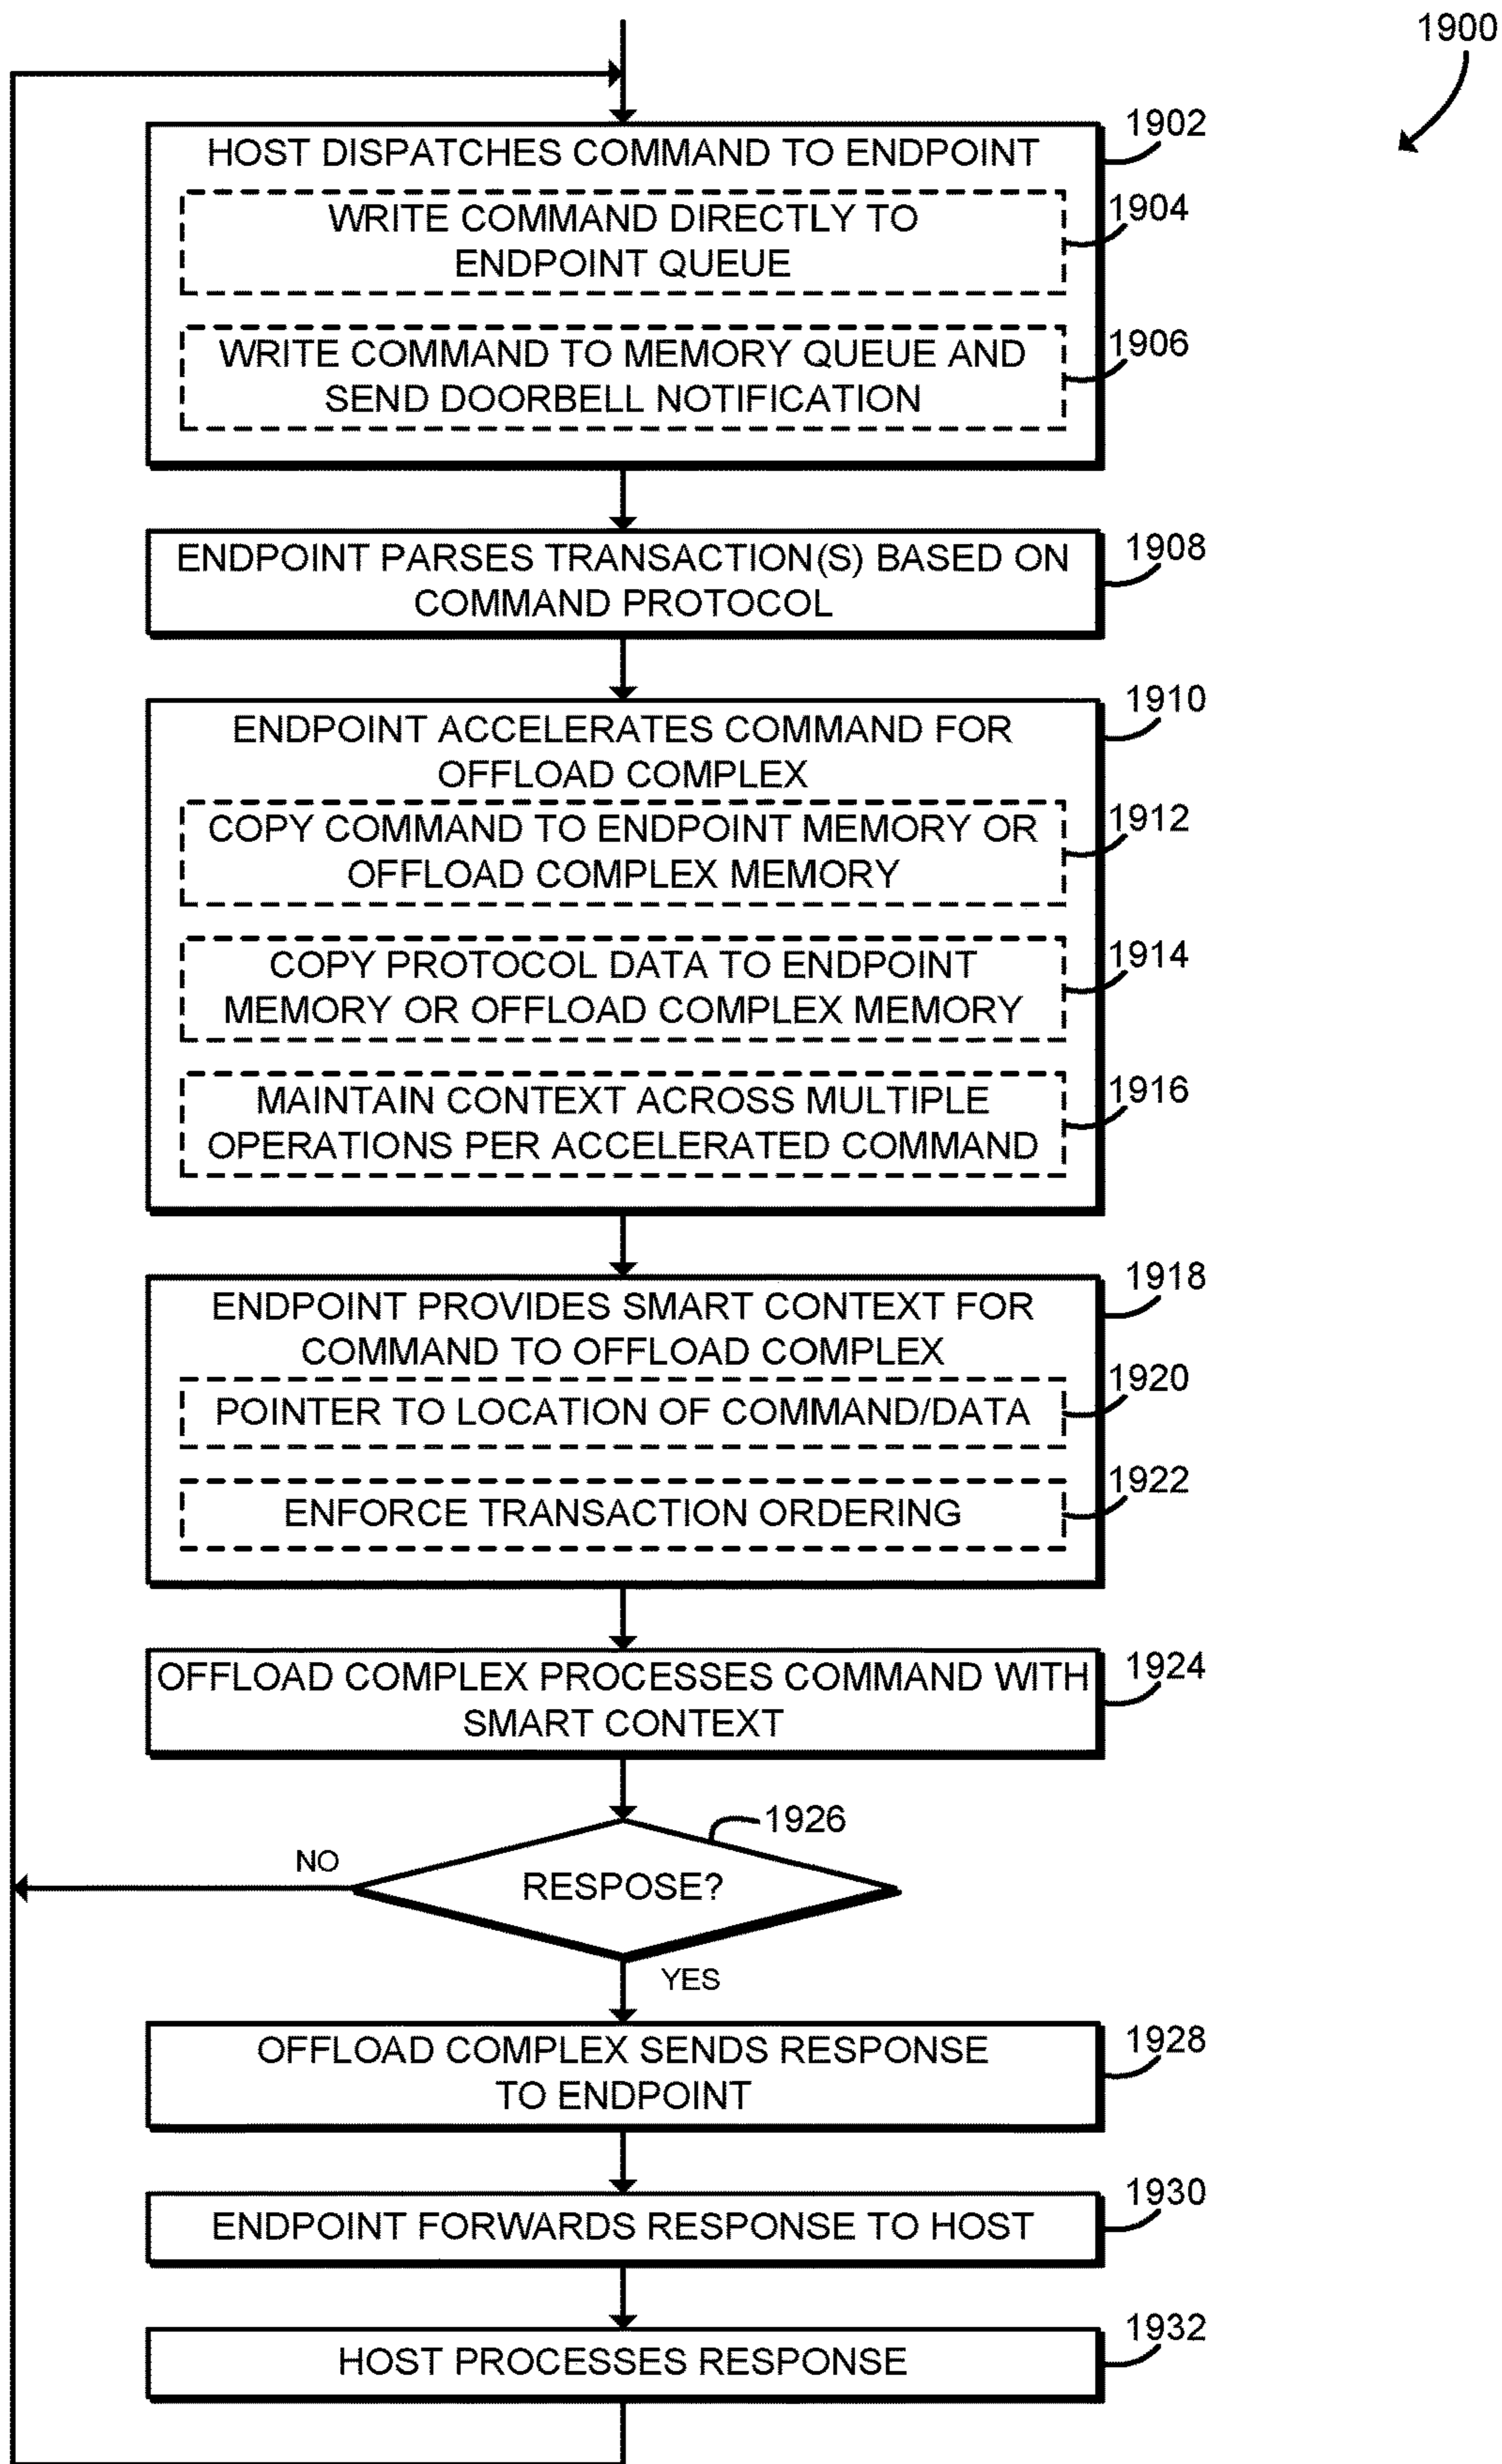 1900
HOST DISPATCHES COMMAND TO ENDPOINT
1902
WRITE COMMAND DIRECTLY TO
ENDPOINT QUEUE
1904
WRITE COMMAND TO MEMORY QUEUE AND
SEND DOORBELL NOTIFICATION
1906
ENDPOINT PARSES TRANSACTION(S) BASED ON
COMMAND PROTOCOL
1908
ENDPOINT ACCELERATES COMMAND FOR
OFFLOAD COMPLEX
1910
COPY COMMAND TO ENDPOINT MEMORY OR
OFFLOAD COMPLEX MEMORY
1912
COPY PROTOCOL DATA TO ENDPOINT
MEMORY OR OFFLOAD COMPLEX MEMORY
1914
MAINTAIN CONTEXT ACROSS MULTIPLE
OPERATIONS PER ACCELERATED COMMAND
1916
ENDPOINT PROVIDES SMART CONTEXT FOR
COMMAND TO OFFLOAD COMPLEX
1918
POINTER TO LOCATION OF COMMAND/DATA
1920
ENFORCE TRANSACTION ORDERING
1922
OFFLOAD COMPLEX PROCESSES COMMAND WITH
SMART CONTEXT
1924
1926
NO
RESPOSE?
YES
OFFLOAD COMPLEX SENDS RESPONSE
TO ENDPOINT
1928
ENDPOINT FORWARDS RESPONSE TO HOST
1930
HOST PROCESSES RESPONSE
1932